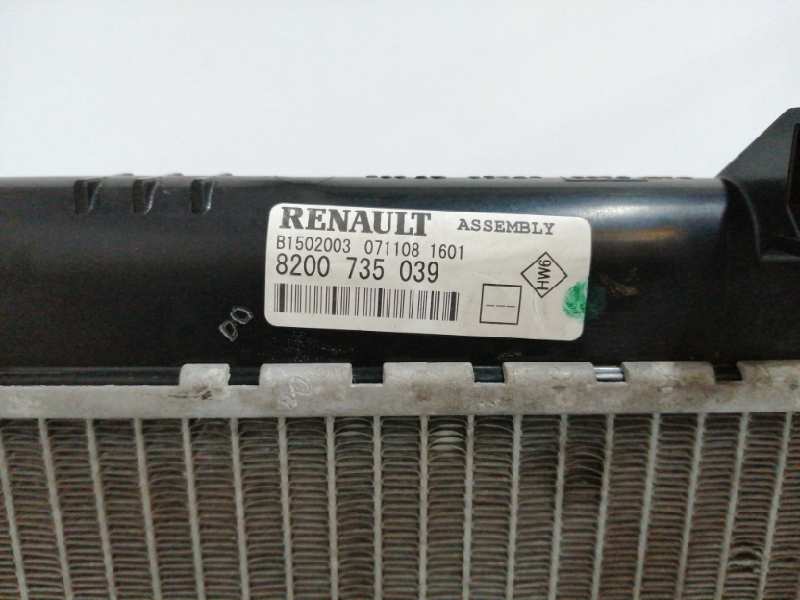 RENAULT ASSEMBLY
B1502003 071108 1601
8200 735 039
HW6
---